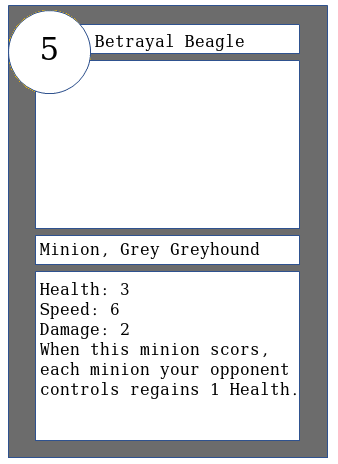 5
Betrayal Beagle
Minion, Grey Greyhound
Health: 3
Speed: 6
Damage: 2
When this minion scors,
each minion your opponent
controls regains 1 Health.